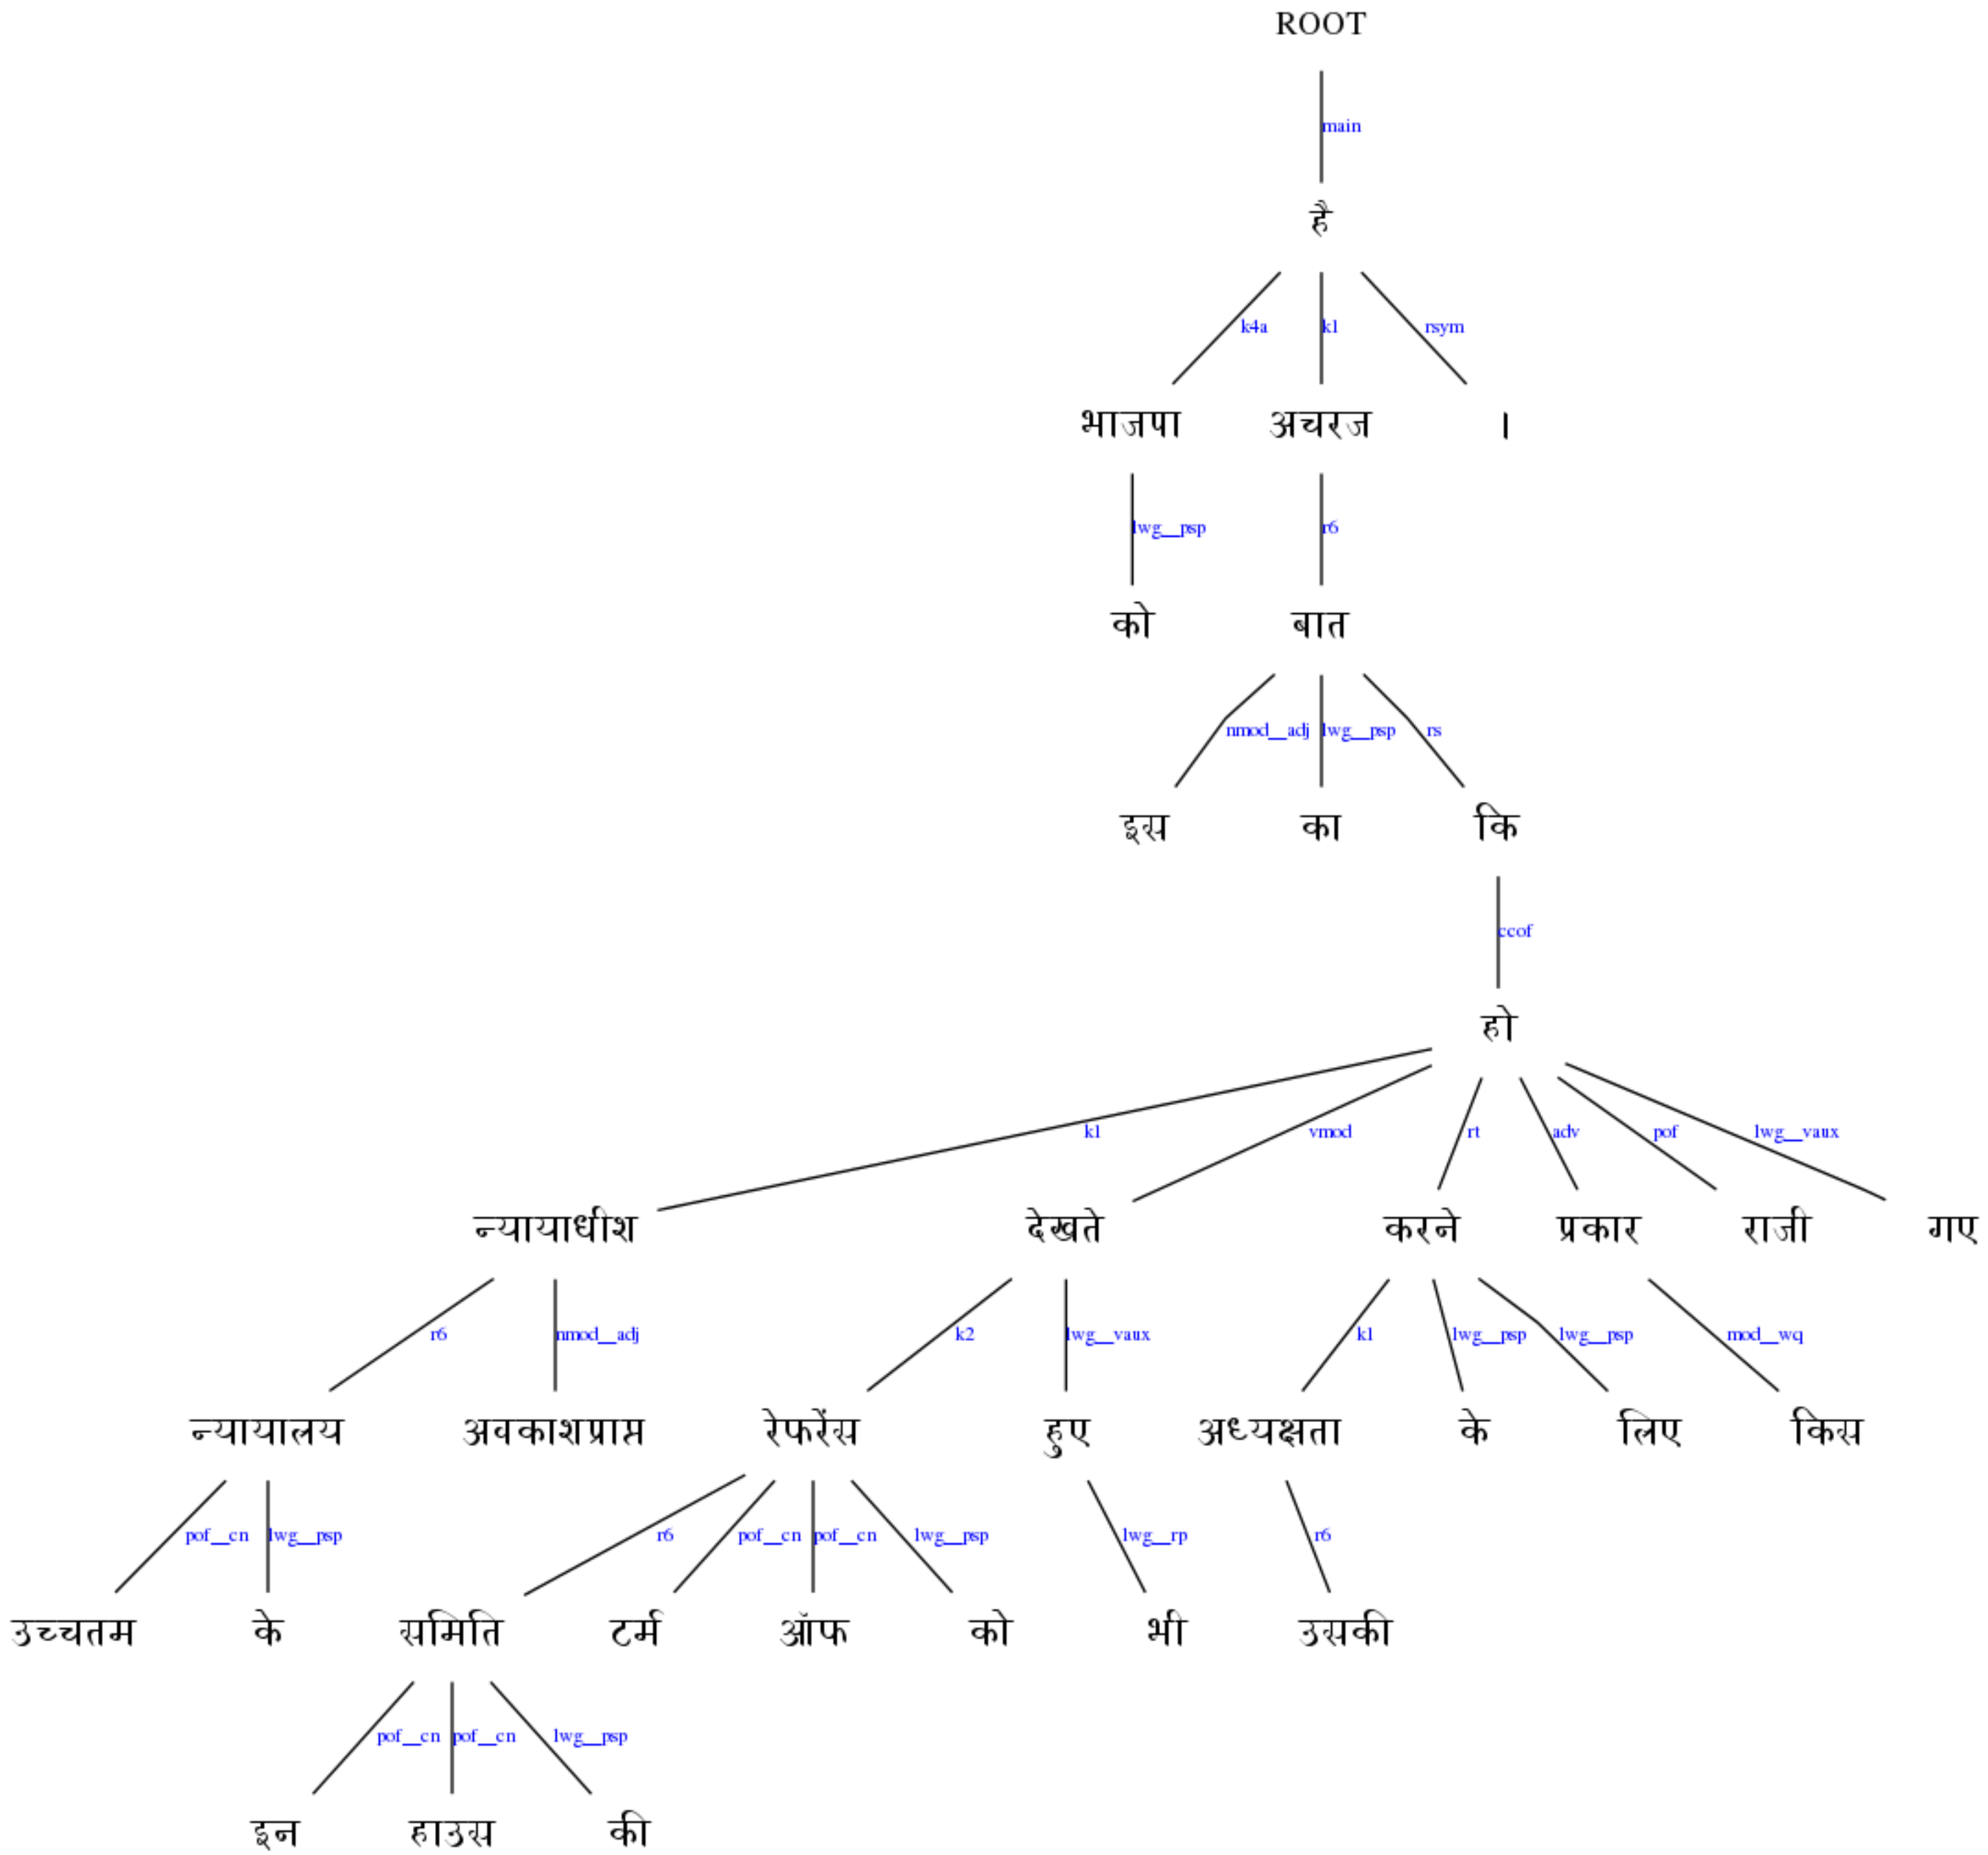 ROOT
main
है
k4a k1 rsym
भाजपा अचरज ।
lwg__psp r6
को बात
nmod__adj lwg__psp rs
इस का कि
ccof
हो
k1 vmod rt adv pof lwg__vaux
न्यायाधीश देखते करने प्रकार राजी गए
r6 nmod__adj k2 lwg__vaux k1 lwg__psp lwg__psp mod__wq
न्यायालय अवकाशप्राप्त रेफरेंस हुए अध्यक्षता के लिए किस
pof__cn lwg__psp r6 pof__cn pof__cn lwg__psp lwg__rp r6
उच्चतम के समिति टर्म ऑफ को भी उसकी
pof__cn pof__cn lwg__psp
इन हाउस की